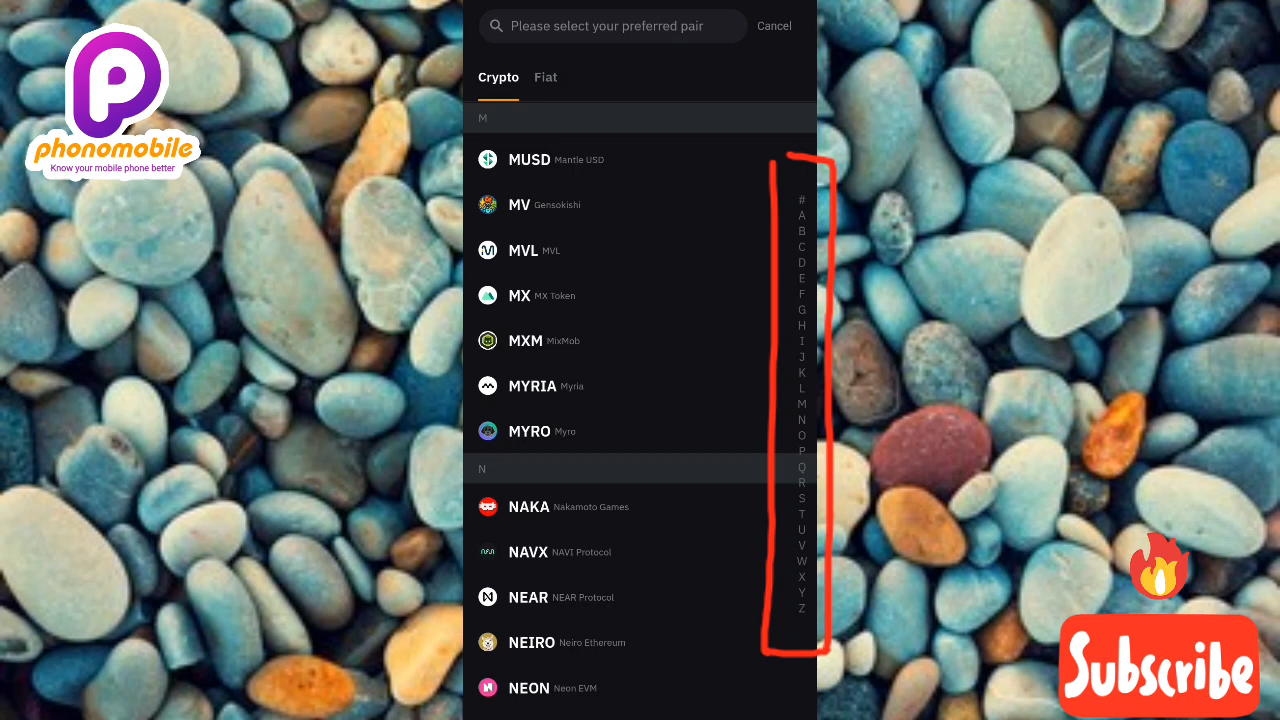 phonomobile
Know your mobile phone better
Please select your preferred pair
Cancel
Crypto Fiat
M
MUSD Mantle USD
MV Gensokishi
MVL MVL
MX MX Token
MXM MixMob
MYRIA Myria
MYRO Myro
N
NAKA Nakamoto Games
NAVX NAVI Protocol
NEAR NEAR Protocol
NEIRO Neiro Ethereum
NEON Neon EVM
#
A
B
C
D
E
F
G
H
I
J
K
L
M
N
O
P
Q
R
S
T
U
V
W
X
Y
Z
Subscribe